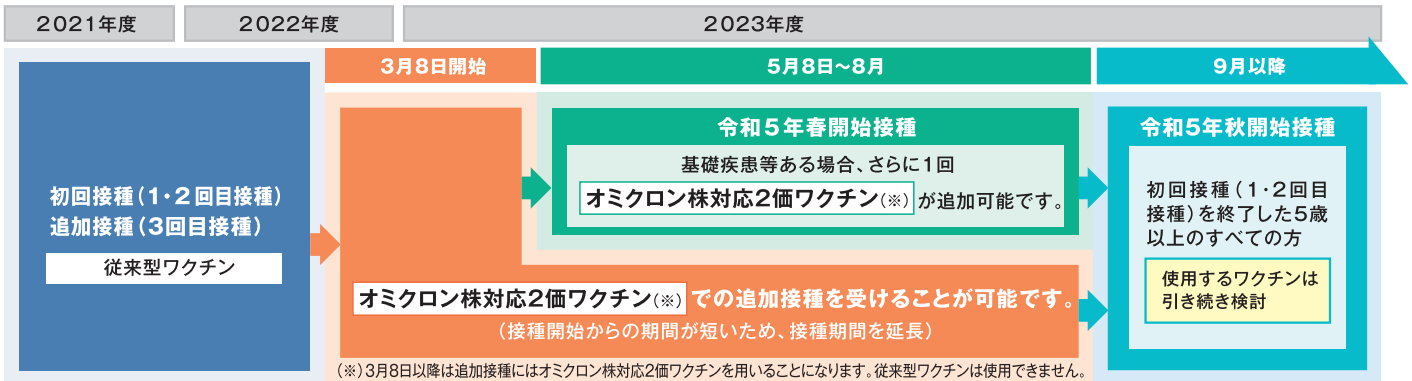 2021年度
2022年度
2023年度
3月8日開始
5月8日〜8月
9月以降
初回接種（1・2回目接種）
追加接種（3回目接種）
従来型ワクチン
令和5年春開始接種
基礎疾患等ある場合、さらに1回
オミクロン株対応2価ワクチン（※）が追加可能です。
オミクロン株対応2価ワクチン（※）での追加接種を受けることが可能です。
（接種開始からの期間が短いため、接種期間を延長）
（※）3月8日以降は追加接種にはオミクロン株対応2価ワクチンを用いることになります。従来型ワクチンは使用できません。
令和5年秋開始接種
初回接種（1・2回目
接種）を終了した5歳
以上のすべての方
使用するワクチンは
引き続き検討